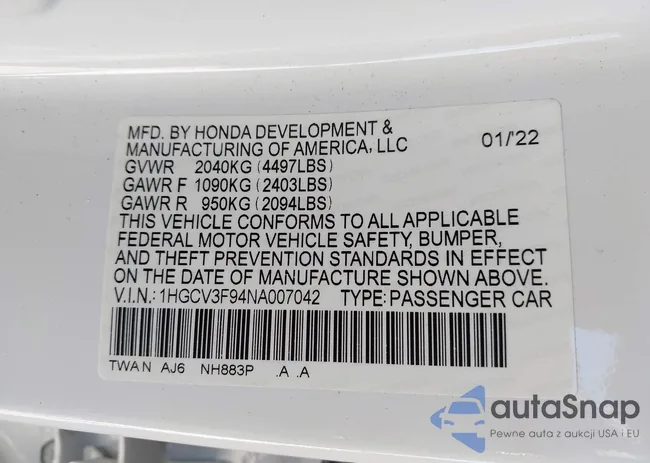 MFD. BY HONDA DEVELOPMENT &
MANUFACTURING OF AMERICA, LLC 01/'22
GVWR 2040KG (4497LBS)
GAWR F 1090KG (2403LBS)
GAWR R 950KG (2094LBS)
THIS VEHICLE CONFORMS TO ALL APPLICABLE
FEDERAL MOTOR VEHICLE SAFETY, BUMPER,
AND THEFT PREVENTION STANDARDS IN EFFECT
ON THE DATE OF MANUFACTURE SHOWN ABOVE.
V.I.N.: 1HGCV3F94NA007042 TYPE: PASSENGER CAR
TWAN AJ6 NH883P .A .A
autaSnap
Pewne auta z aukcji USA i EU